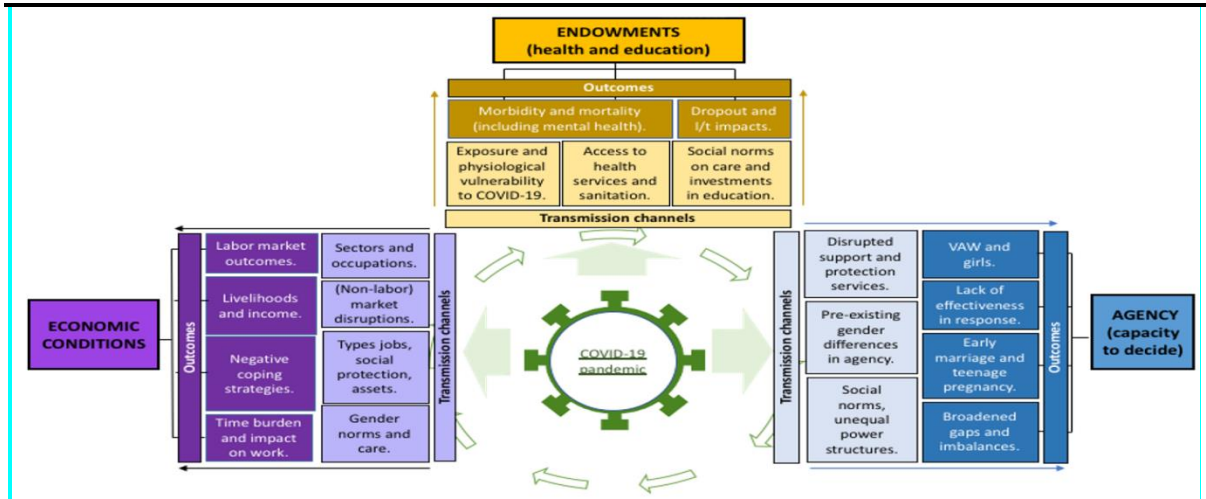 ENDOWMENTS
(health and education)
Outcomes
Morbidity and mortality
(including mental health).
Dropout and
l/t impacts.
Exposure and
physiological
vulnerability
to COVID-19.
Access to
health
services and
sanitation.
Social norms
on care and
investments
in education.
Transmission channels
ECONOMIC
CONDITIONS
Outcomes
Labor market
outcomes.
Livelihoods
and income.
Negative
coping
strategies.
Time burden
and impact
on work.
Sectors and
occupations.
(Non-labor)
market
disruptions.
Types jobs,
social
protection,
assets.
Gender
norms and
care.
Transmission channels
COVID-19
pandemic
Transmission channels
Disrupted
support and
protection
services.
Pre-existing
gender
differences
in agency.
Social
norms,
unequal
power
structures.
VAW and
girls.
Lack of
effectiveness
in response.
Early
marriage and
teenage
pregnancy.
Broadened
gaps and
imbalances.
Outcomes
AGENCY
(capacity
to decide)